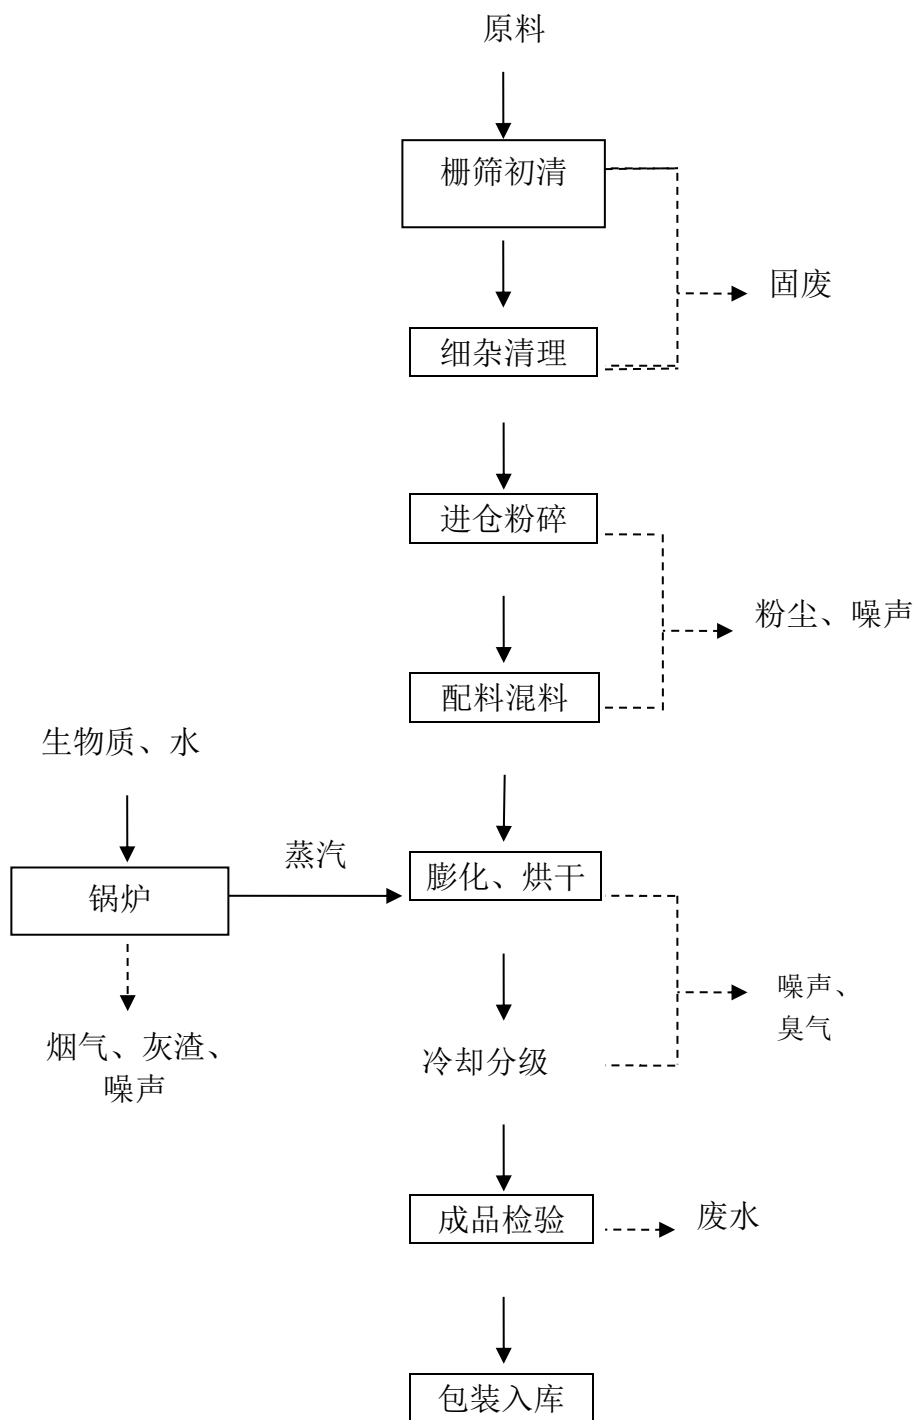 原料
栅筛初清
固废
细杂清理
进仓粉碎
粉尘、噪声
配料混料
生物质、水
蒸汽
膨化、烘干
锅炉
噪声、
臭气
烟气、灰渣、
噪声
冷却分级
成品检验
废水
包装入库